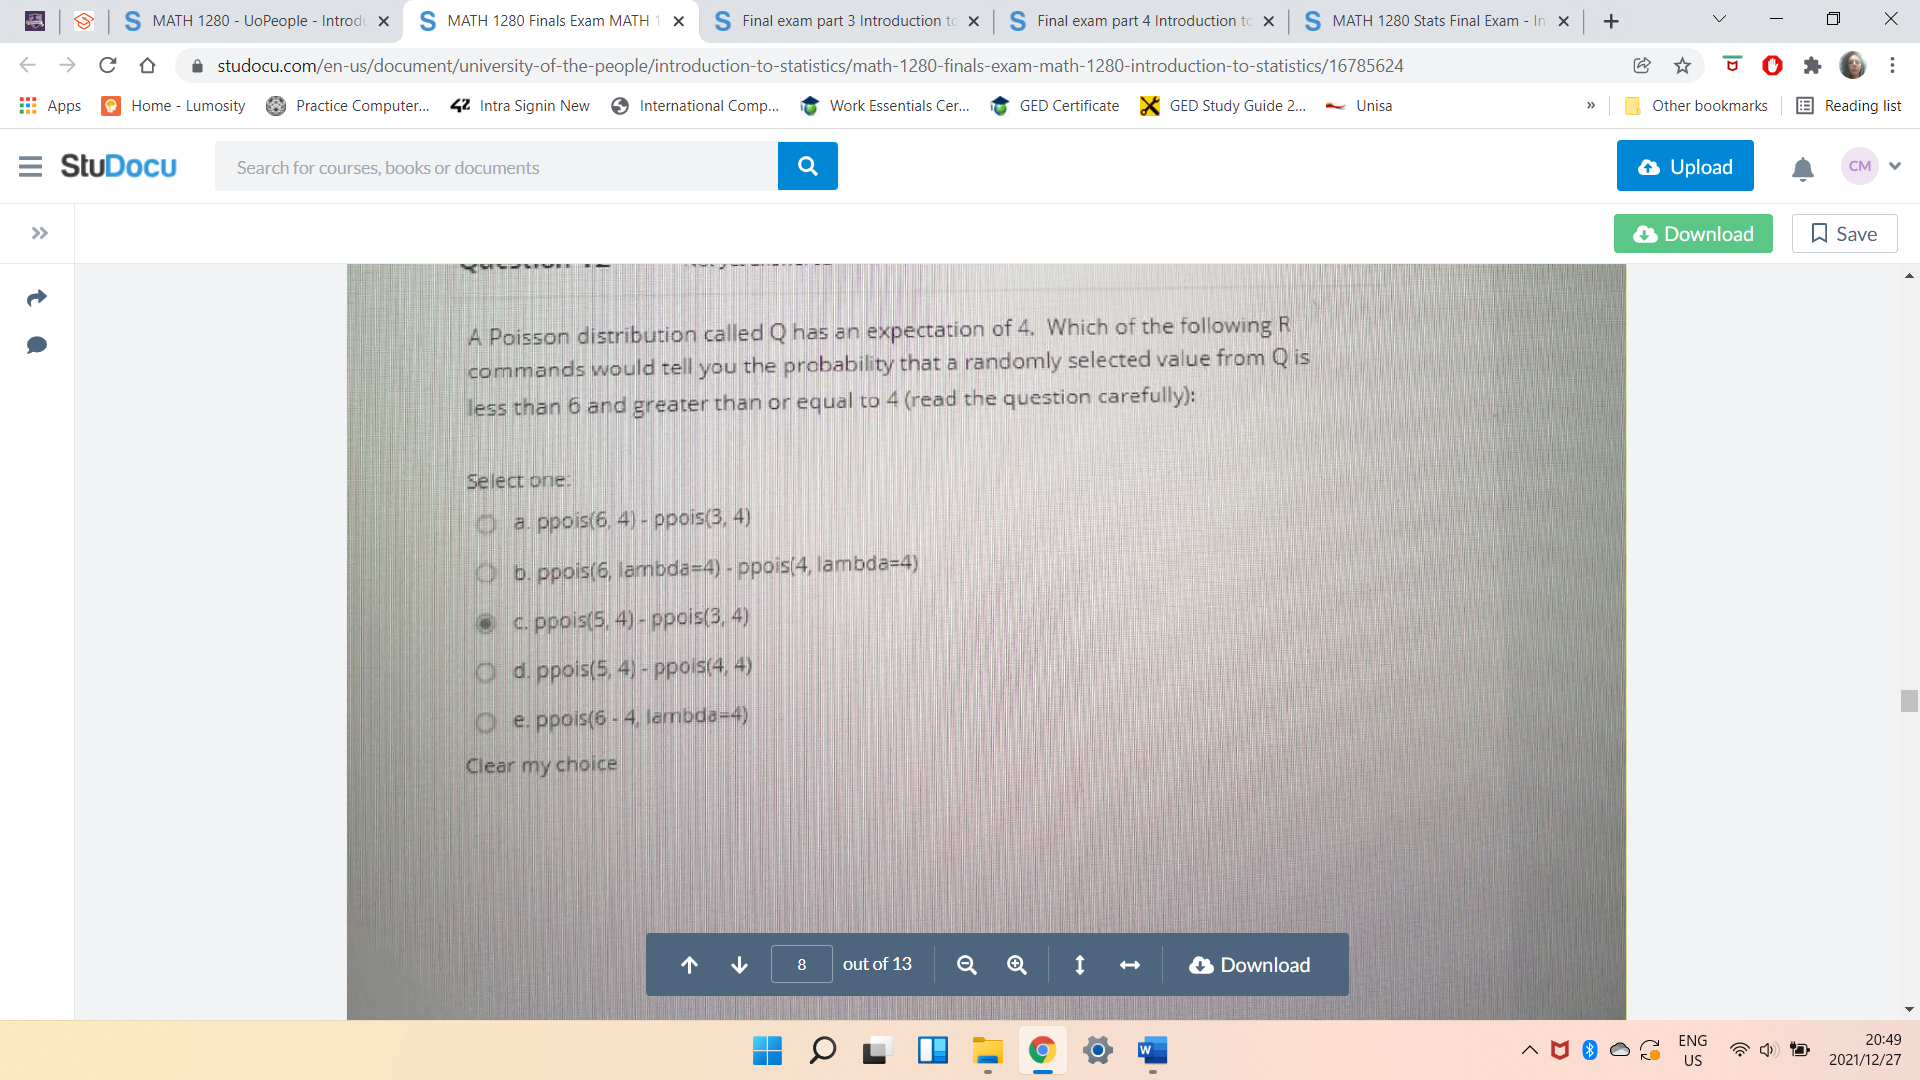 MATH 1280 - UoPeople - Introdu
MATH 1280 Finals Exam MATH 1
Final exam part 3 Introduction to
Final exam part 4 Introduction to
MATH 1280 Stats Final Exam - In
studocu.com/en-us/document/university-of-the-people/introduction-to-statistics/math-1280-finals-exam-math-1280-introduction-to-statistics/16785624
Apps
Home - Lumosity
Practice Computer...
Intra Signin New
International Comp...
Work Essentials Cer...
GED Certificate
GED Study Guide 2...
Unisa
»
Other bookmarks
Reading list
StuDocu
Search for courses, books or documents
Upload
CM
Download
Save
A Poisson distribution called Q has an expectation of 4. Which of the following R
commands would tell you the probability that a randomly selected value from Q is
less than 6 and greater than or equal to 4 (read the question carefully):
Select one:
a. ppois(6, 4) - ppois(3, 4)
b. ppois(6, lambda=4) - ppois(4, lambda=4)
c. ppois(5, 4) - ppois(3, 4)
d. ppois(5, 4) - ppois(4, 4)
e. ppois(6 - 4, lambda=4)
Clear my choice
8 out of 13
Download
ENG
US
20:49
2021/12/27